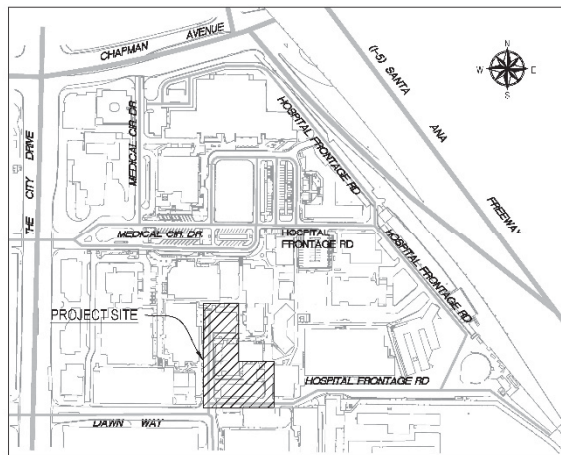 CHAPMAN AVENUE
N
W E
S
(I-5) SANTA ANA FREEWAY
THE CITY DRIVE
MEDICAL CIR DR
HOSPITAL FRONTAGE RD
MEDICAL CIR. DR.
HOSPITAL
FRONTAGE RD
HOSPITAL FRONTAGE RD
PROJECT SITE
HOSPITAL FRONTAGE RD
DAWN WAY